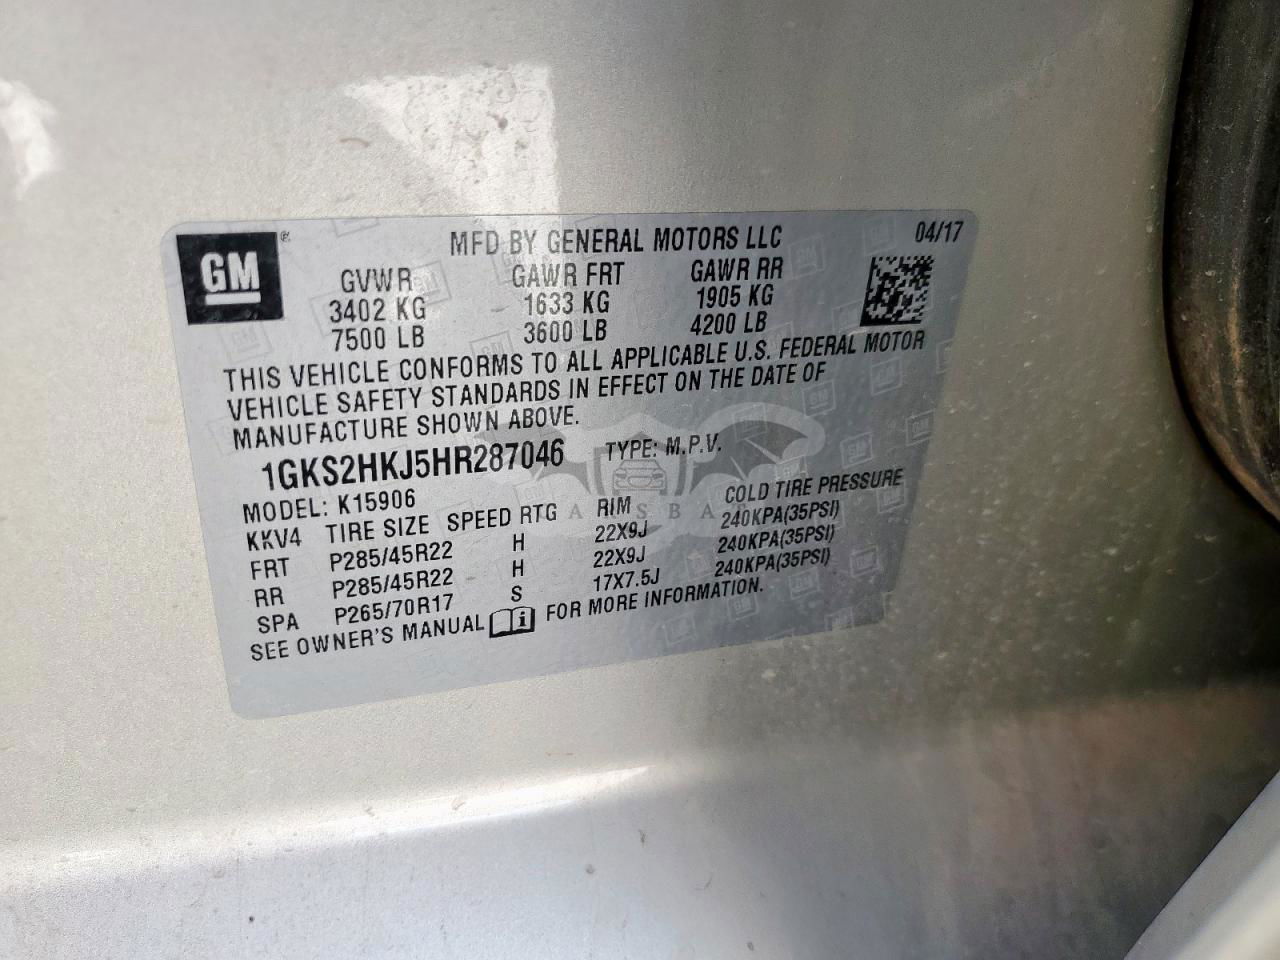 GM ®
MFD BY GENERAL MOTORS LLC 04/17
GVWR GAWR FRT GAWR RR
3402 KG 1633 KG 1905 KG
7500 LB 3600 LB 4200 LB
THIS VEHICLE CONFORMS TO ALL APPLICABLE U.S. FEDERAL MOTOR
VEHICLE SAFETY STANDARDS IN EFFECT ON THE DATE OF
MANUFACTURE SHOWN ABOVE.
1GKS2HKJ5HR287046 TYPE: M.P.V.
MODEL: K15906
KKV4 TIRE SIZE SPEED RTG RIM COLD TIRE PRESSURE
FRT P285/45R22 H 22X9J 240KPA(35PSI)
RR P285/45R22 H 22X9J 240KPA(35PSI)
SPA P265/70R17 S 17X7.5J 240KPA(35PSI)
SEE OWNER'S MANUAL i FOR MORE INFORMATION.